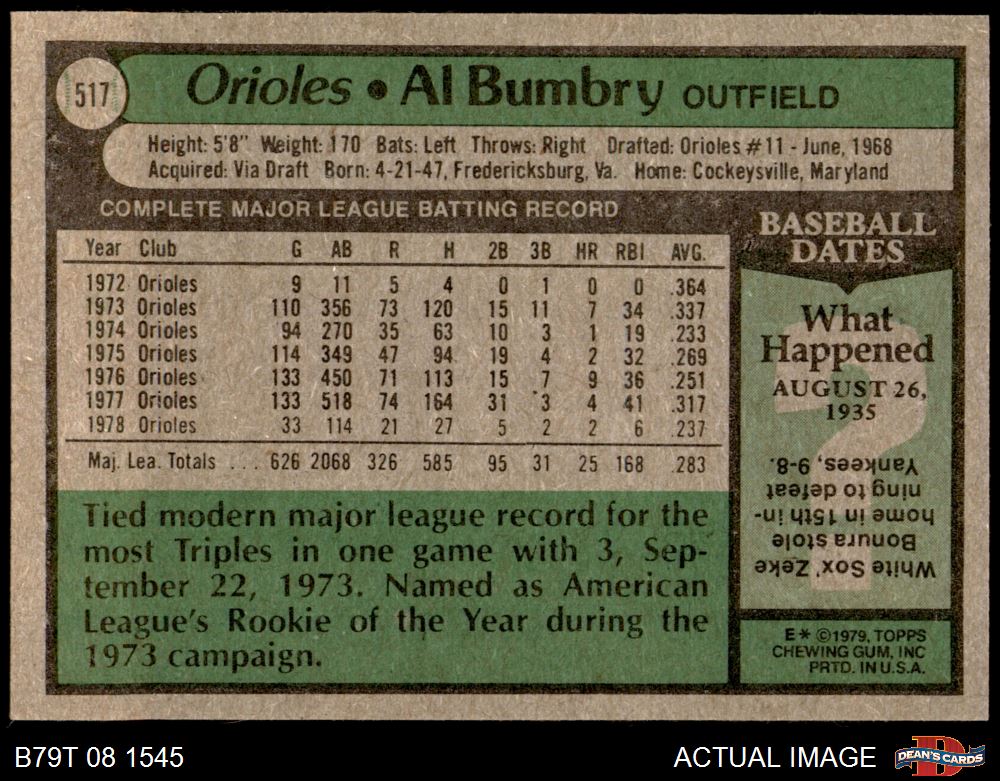 517
Orioles • Al Bumbry OUTFIELD
Height: 5'8" Weight: 170 Bats: Left Throws: Right Drafted: Orioles #11 - June, 1968
Acquired: Via Draft Born: 4-21-47, Fredericksburg, Va. Home: Cockeysville, Maryland
COMPLETE MAJOR LEAGUE BATTING RECORD
Year Club G AB R H 2B 3B HR RBI AVG.
1972 Orioles 9 11 5 4 0 1 0 0 .364
1973 Orioles 110 356 73 120 15 11 7 34 .337
1974 Orioles 94 270 35 63 10 3 1 19 .233
1975 Orioles 114 349 47 94 19 4 2 32 .269
1976 Orioles 133 450 71 113 15 7 9 36 .251
1977 Orioles 133 518 74 164 31 3 4 41 .317
1978 Orioles 33 114 21 27 5 2 2 6 .237
Maj. Lea. Totals ... 626 2068 326 585 95 31 25 168 .283
Tied modern major league record for the
most Triples in one game with 3, Sep-
tember 22, 1973. Named as American
League's Rookie of the Year during the
1973 campaign.
BASEBALL
DATES
What
Happened
AUGUST 26,
1935
?
White Sox' Zeke
Bonura stole
home in 15th in-
ning to defeat
Yankees, 9-8.
E* ©1979, TOPPS
CHEWING GUM, INC
PRTD. IN U.S.A.
B79T 08 1545
ACTUAL IMAGE
D
DEAN'S CARDS